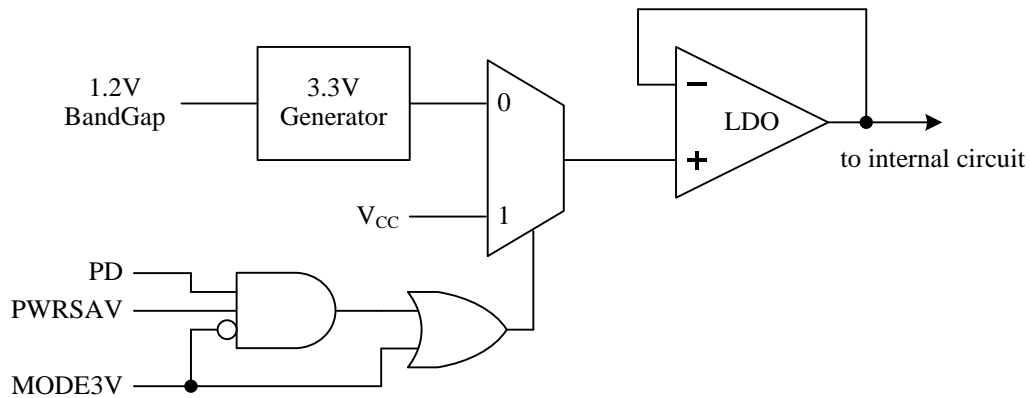 1.2V
BandGap
3.3V
Generator
0
1
VCC
−
+
LDO
to internal circuit
PD
PWRSAV
MODE3V